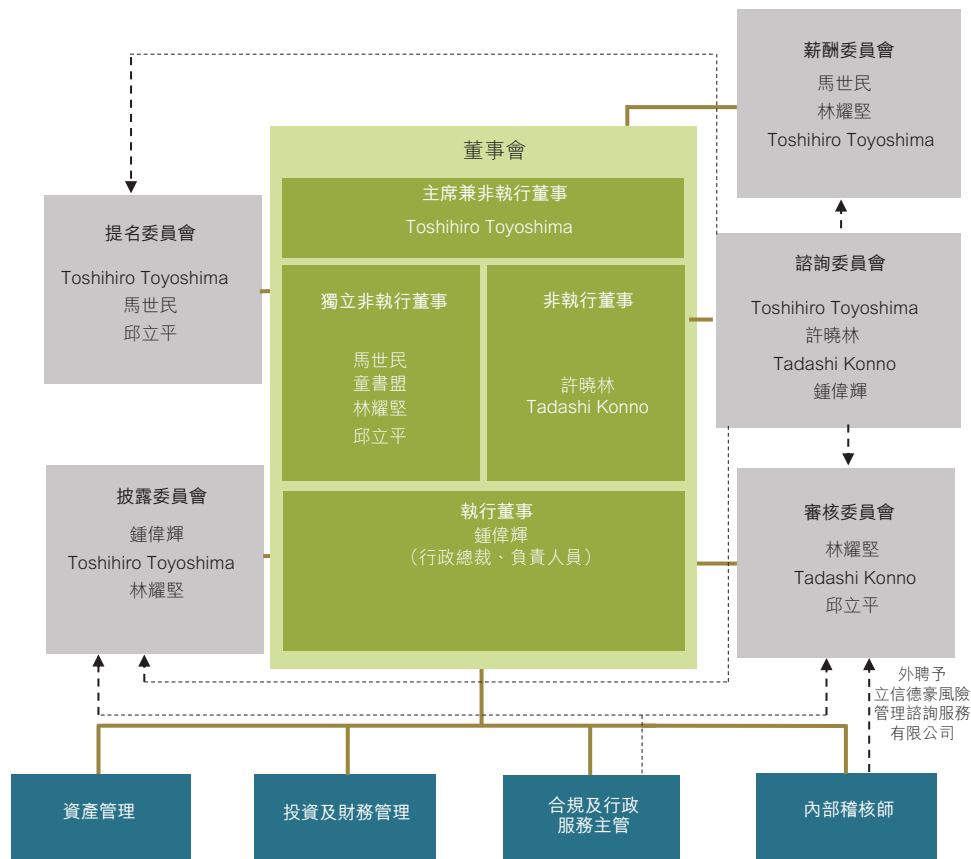 薪酬委員會
馬世民
林耀堅
Toshihiro Toyoshima
董事會
主席兼非執行董事
Toshihiro Toyoshima
提名委員會
Toshihiro Toyoshima
馬世民
邱立平
獨立非執行董事
馬世民
童書盟
林耀堅
邱立平
非執行董事
許曉林
Tadashi Konno
諮詢委員會
Toshihiro Toyoshima
許曉林
Tadashi Konno
鍾偉輝
披露委員會
鍾偉輝
Toshihiro Toyoshima
林耀堅
執行董事
鍾偉輝
（行政總裁、負責人員）
審核委員會
林耀堅
Tadashi Konno
邱立平
外聘予
立信德豪風險
管理諮詢服務
有限公司
資產管理
投資及財務管理
合規及行政
服務主管
內部稽核師